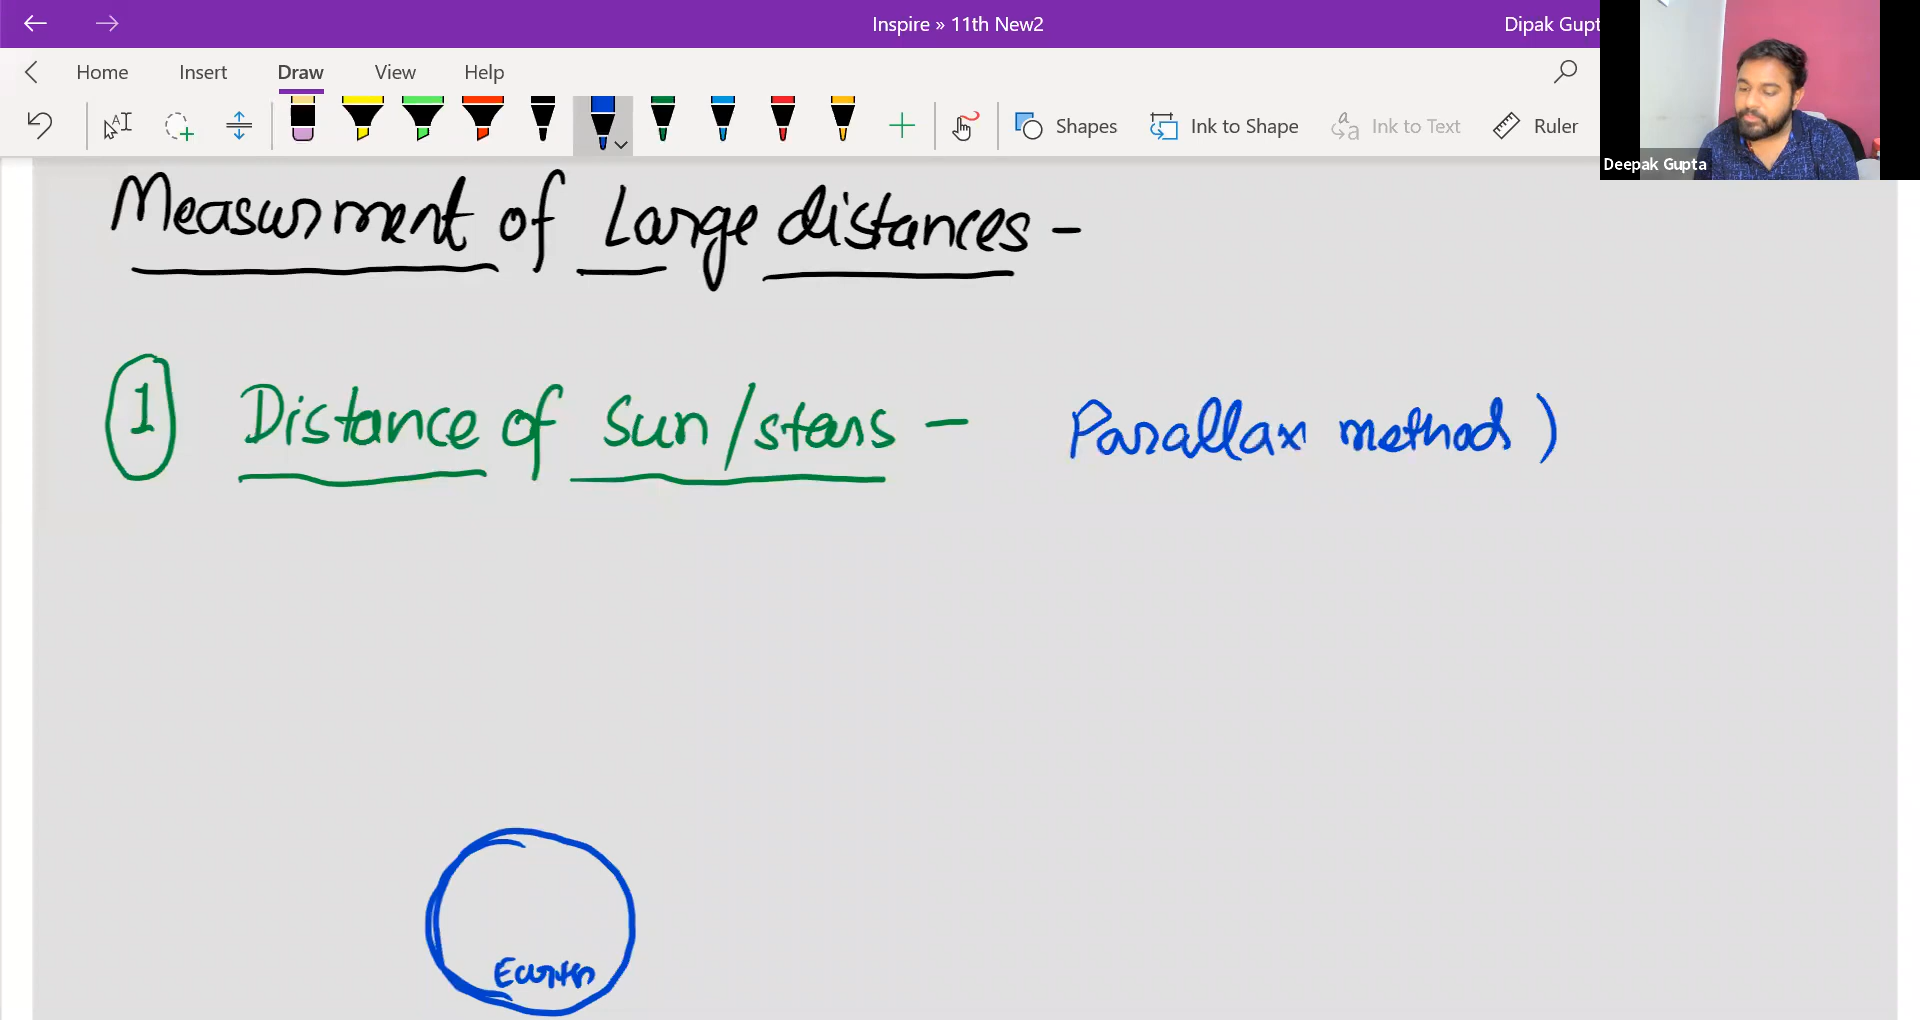 Inspire » 11th New2
Dipak Gupt
Home Insert Draw View Help
Shapes Ink to Shape Ink to Text Ruler
Deepak Gupta
Measurment of Large distances -
1 Distance of Sun/stars - Parallax method)
Earth